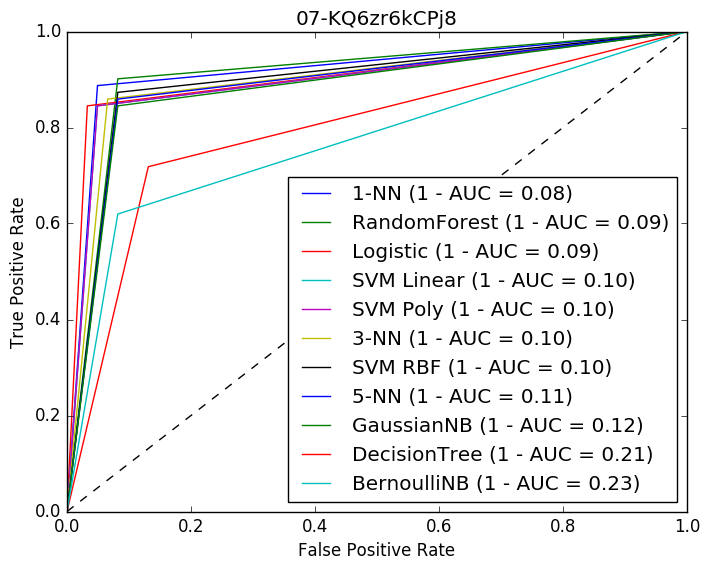 07-KQ6zr6kCPj8
1.0
0.8
0.6
0.4
0.2
0.0
True Positive Rate
1-NN (1 - AUC = 0.08)
RandomForest (1 - AUC = 0.09)
Logistic (1 - AUC = 0.09)
SVM Linear (1 - AUC = 0.10)
SVM Poly (1 - AUC = 0.10)
3-NN (1 - AUC = 0.10)
SVM RBF (1 - AUC = 0.10)
5-NN (1 - AUC = 0.11)
GaussianNB (1 - AUC = 0.12)
DecisionTree (1 - AUC = 0.21)
BernoulliNB (1 - AUC = 0.23)
0.0 0.2 0.4 0.6 0.8 1.0
False Positive Rate